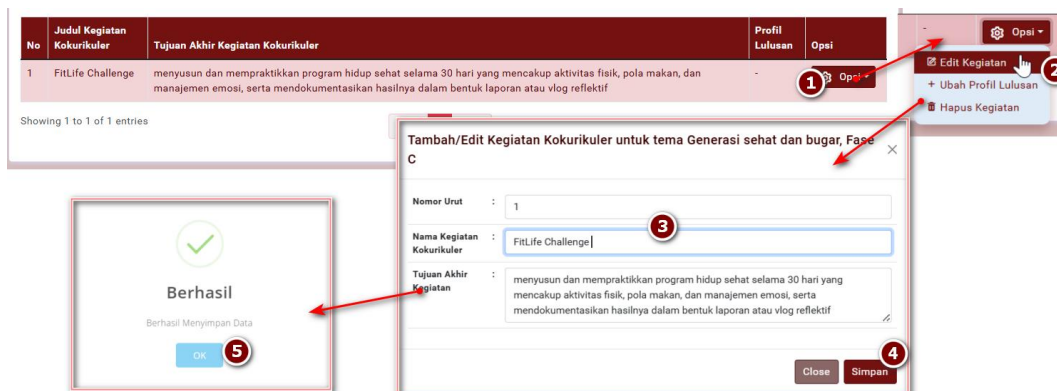 No
Judul Kegiatan
Kokurikuler
Tujuan Akhir Kegiatan Kokurikuler
Profil
Lulusan
Opsi
1
FitLife Challenge
menyusun dan mempraktikkan program hidup sehat selama 30 hari yang mencakup aktivitas fisik, pola makan, dan
manajemen emosi, serta mendokumentasikan hasilnya dalam bentuk laporan atau vlog reflektif
-
1
Opsi
Showing 1 to 1 of 1 entries
-
Opsi
Edit Kegiatan
2
+ Ubah Profil Lulusan
Hapus Kegiatan
Tambah/Edit Kegiatan Kokurikuler untuk tema Generasi sehat dan bugar, Fase
C
×
Nomor Urut : 1
3
Nama Kegiatan : FitLife Challenge
Kokurikuler
Tujuan Akhir :
Kegiatan
menyusun dan mempraktikkan program hidup sehat selama 30 hari yang
mencakup aktivitas fisik, pola makan, dan manajemen emosi, serta
mendokumentasikan hasilnya dalam bentuk laporan atau vlog reflektif
4
Close
Simpan
Berhasil
Berhasil Menyimpan Data
OK
5